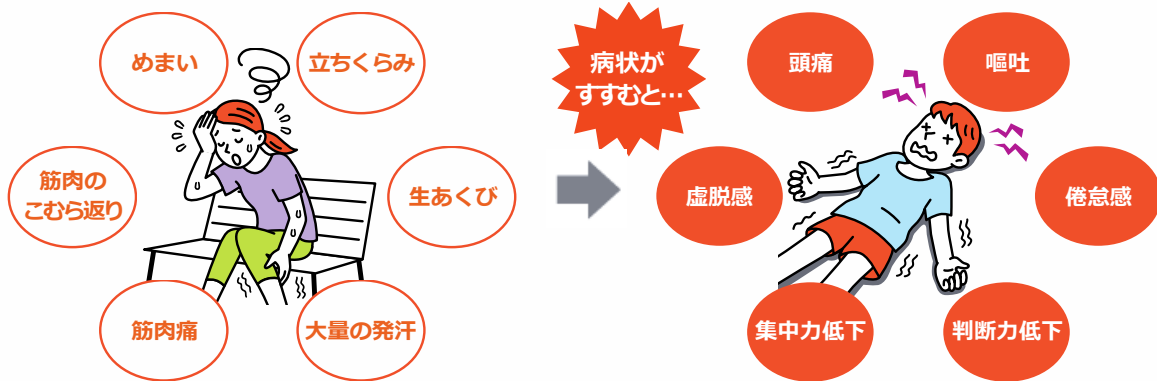 めまい
立ちくらみ
筋肉の
こむら返り
生あくび
筋肉痛
大量の発汗
病状が
すすむと…
頭痛
嘔吐
虚脱感
倦怠感
集中力低下
判断力低下